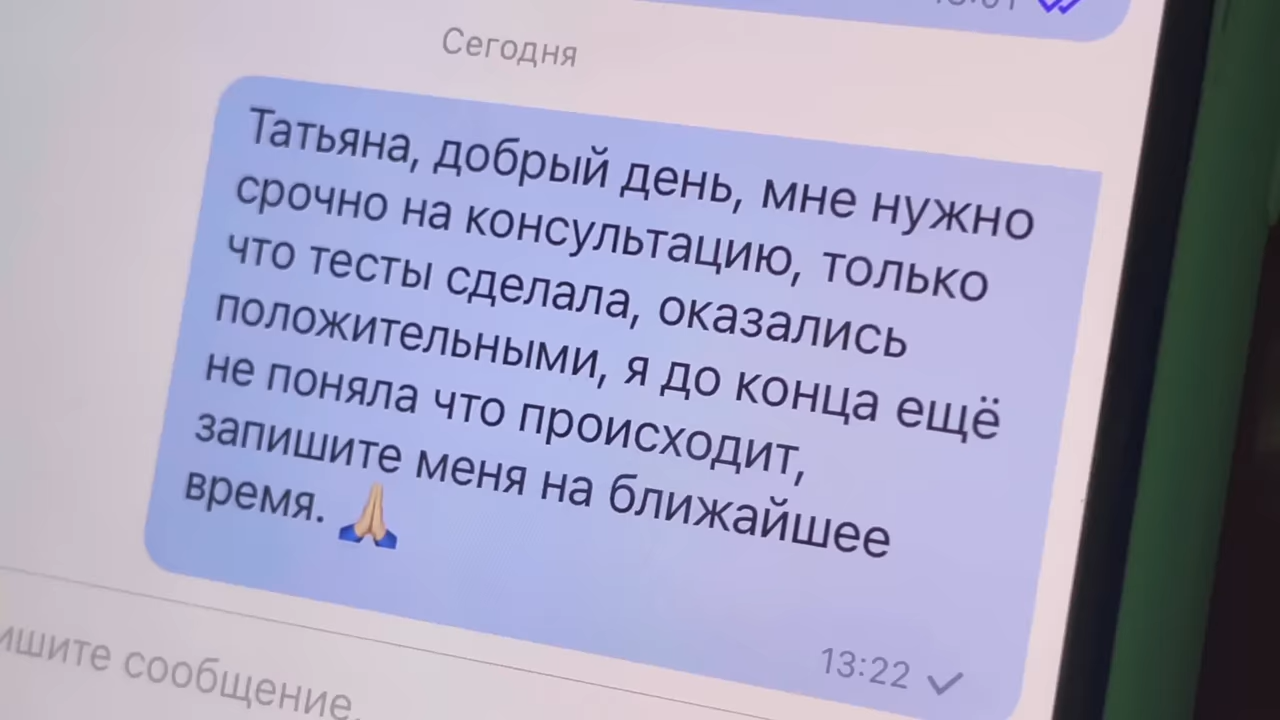 Сегодня
Татьяна, добрый день, мне нужно
срочно на консультацию, только
что тесты сделала, оказались
положительными, я до конца ещё
не поняла что происходит,
запишите меня на ближайшее
время. 🙏🏼
13:22
сообщение.